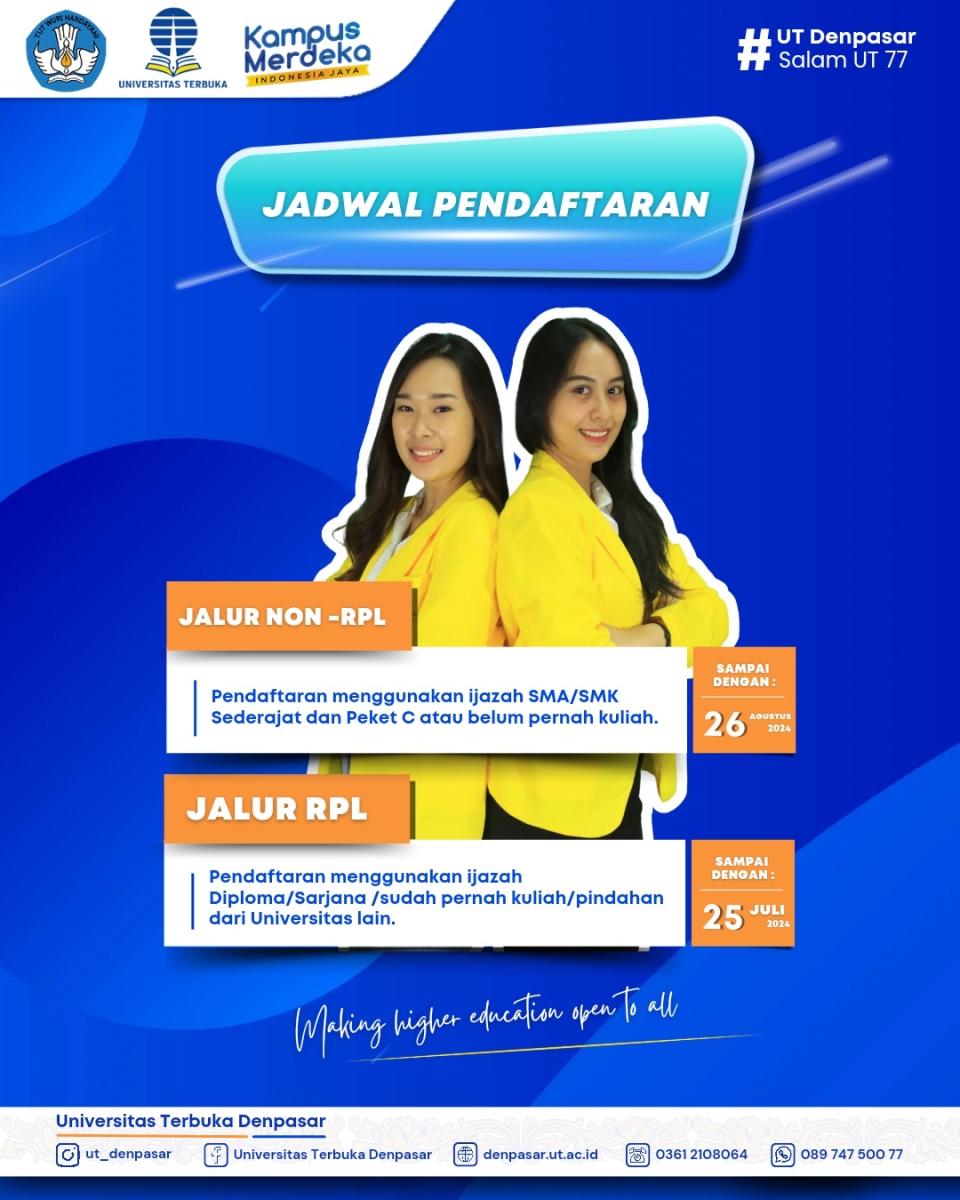 TUT WURI HANDAYANI
UNIVERSITAS TERBUKA
Kampus
Merdeka
INDONESIA JAYA
# UT Denpasar
Salam UT 77
JADWAL PENDAFTARAN
JALUR NON -RPL
Pendaftaran menggunakan ijazah SMA/SMK
Sederajat dan Peket C atau belum pernah kuliah.
SAMPAI
DENGAN :
26 AGUSTUS
2024
JALUR RPL
Pendaftaran menggunakan ijazah
Diploma/Sarjana /sudah pernah kuliah/pindahan
dari Universitas lain.
SAMPAI
DENGAN :
25 JULI
2024
Making higher education open to all
Universitas Terbuka Denpasar
ut_denpasar
Universitas Terbuka Denpasar
denpasar.ut.ac.id
0361 2108064
089 747 500 77